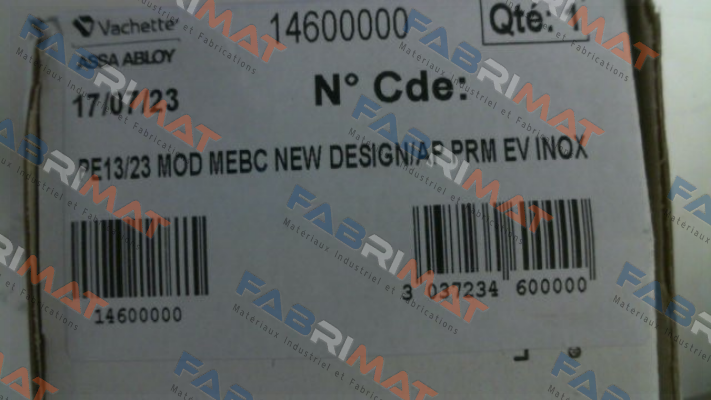 Vachette
14600000
Qté: 1
ASSA ABLOY
17/07/23
N° Cde:
PE13/23 MOD MEBC NEW DESIGN/AP PRM EV INOX
14600000
3 037234 600000
FABRIMAT
Materiaux Industriel et Fabrications